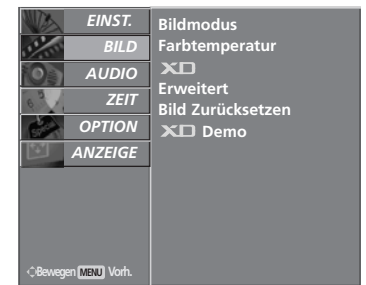 EINST.
BILD
AUDIO
ZEIT
OPTION
ANZEIGE
Bewegen MENU Vorh.
Bildmodus
Farbtemperatur
XD
Erweitert
Bild Zurücksetzen
XD Demo